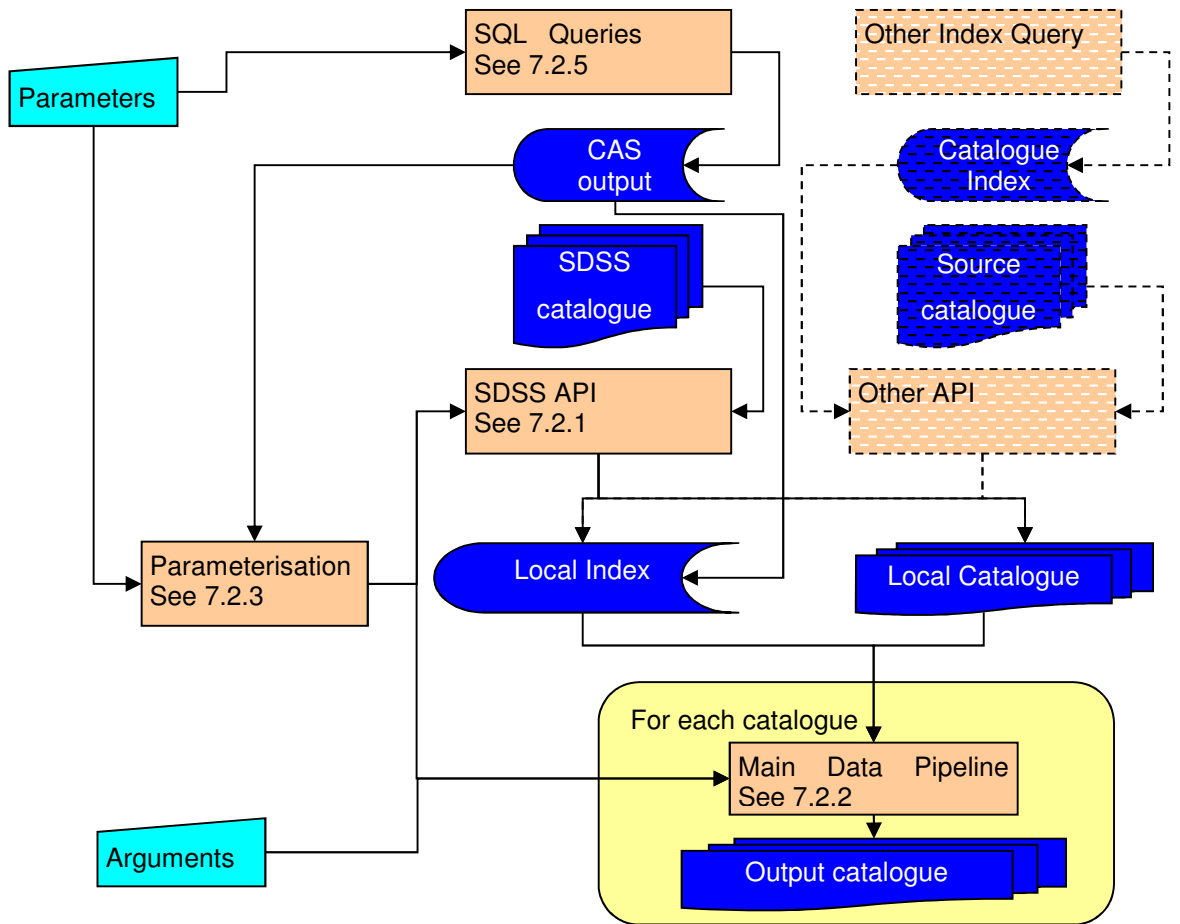 SQL Queries
See 7.2.5
Other Index Query
Parameters
CAS
output
Catalogue
Index
SDSS
catalogue
Source
catalogue
SDSS API
See 7.2.1
Other API
Parameterisation
See 7.2.3
Local Index
Local Catalogue
For each catalogue
Main Data Pipeline
See 7.2.2
Arguments
Output catalogue